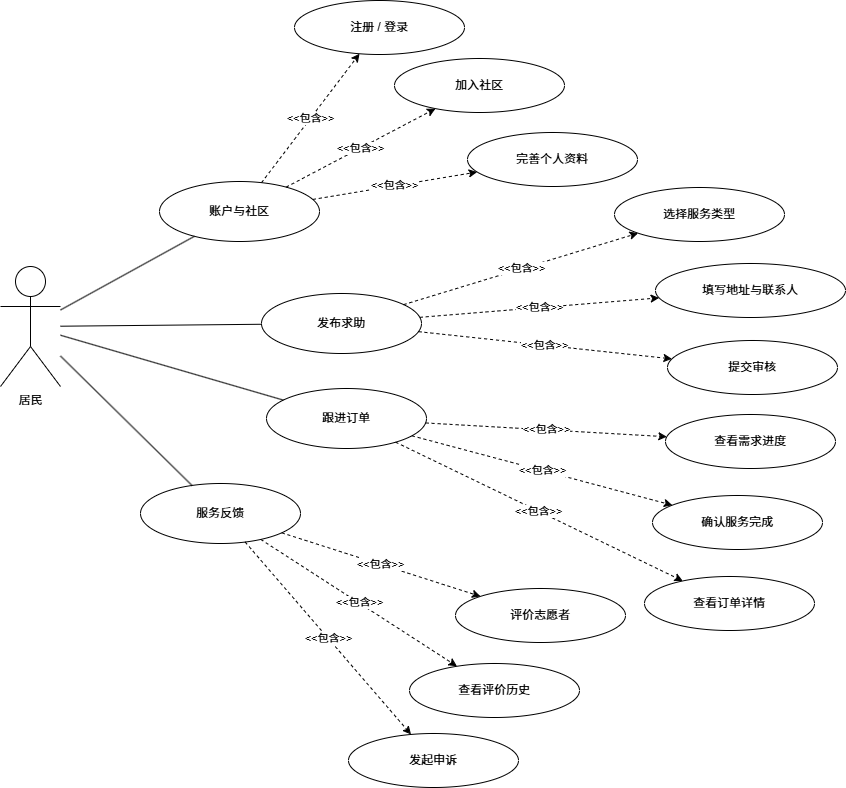 注册 / 登录
加入社区
<<包含>>
<<包含>>
完善个人资料
<<包含>>
账户与社区
选择服务类型
<<包含>>
填写地址与联系人
<<包含>>
发布求助
<<包含>>
提交审核
居民
跟进订单
<<包含>>
查看需求进度
<<包含>>
服务反馈
<<包含>>
确认服务完成
<<包含>>
<<包含>>
查看订单详情
评价志愿者
<<包含>>
查看评价历史
发起申诉